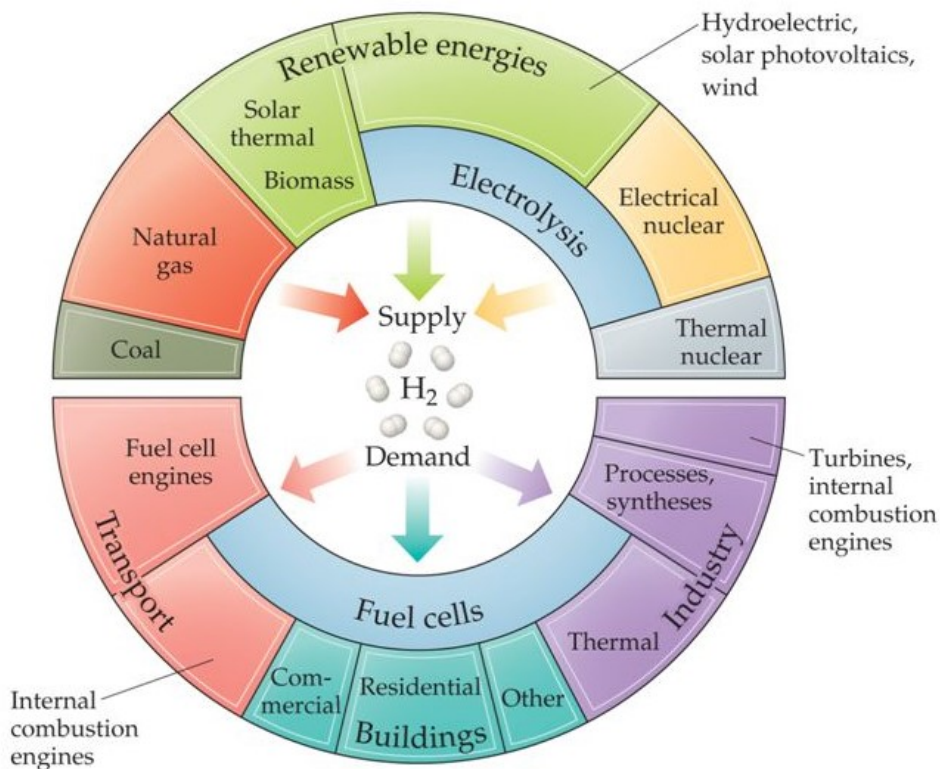 Hydroelectric,
solar photovoltaics,
wind
Renewable energies
Solar
thermal
Biomass
Electrolysis
Electrical
nuclear
Natural
gas
Thermal
nuclear
Coal
Supply
H₂
Demand
Fuel cell
engines
Transport
Processes,
syntheses
Turbines,
internal
combustion
engines
Industry
Fuel cells
Thermal
Com-
mercial
Residential
Other
Buildings
Internal
combustion
engines